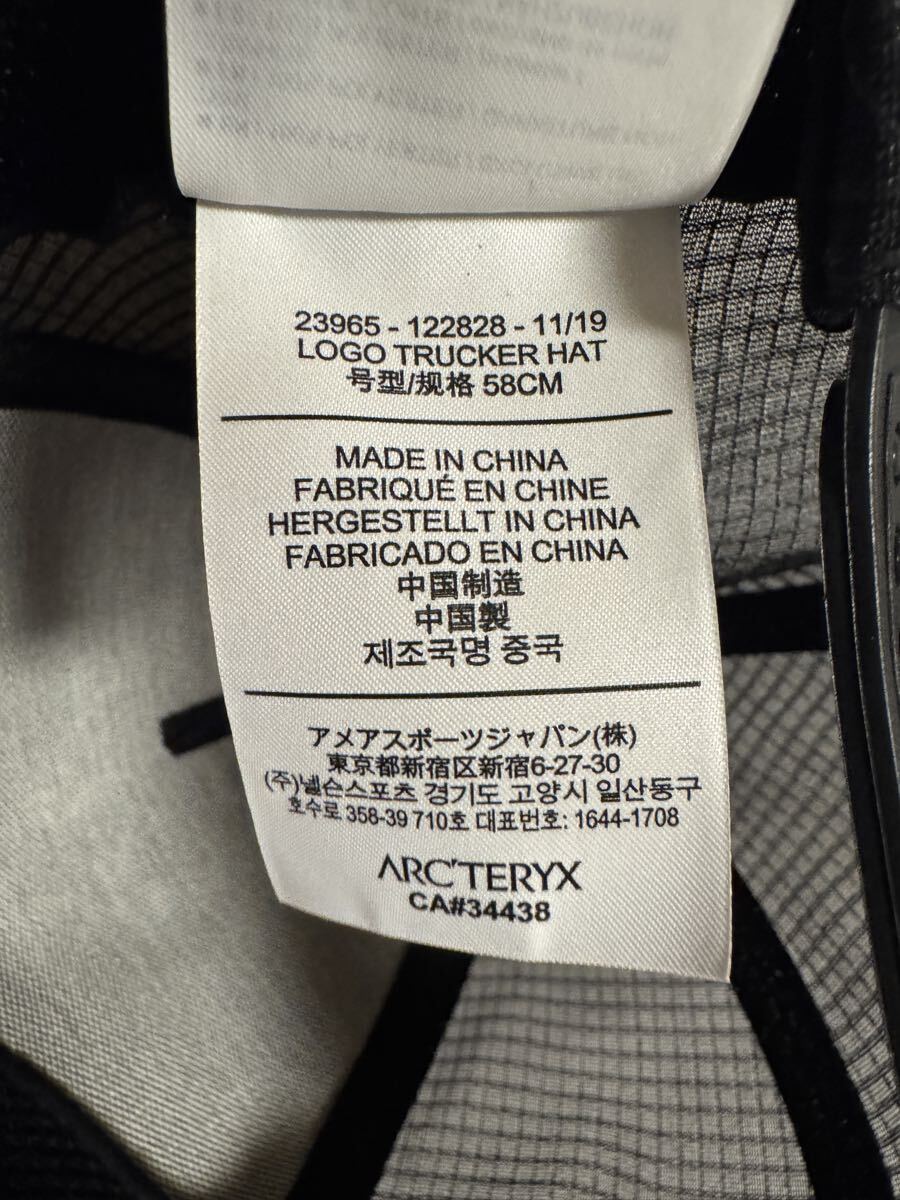 23965 - 122828 - 11/19
LOGO TRUCKER HAT
号型/规格 58CM
MADE IN CHINA
FABRIQUÉ EN CHINE
HERGESTELLT IN CHINA
FABRICADO EN CHINA
中国制造
中国製
제조국명 중국
アメアスポーツジャパン(株)
東京都新宿区新宿6-27-30
(주)넬슨스포츠 경기도 고양시 일산동구
호수로 358-39 710호 대표번호: 1644-1708
ARC'TERYX
CA#34438